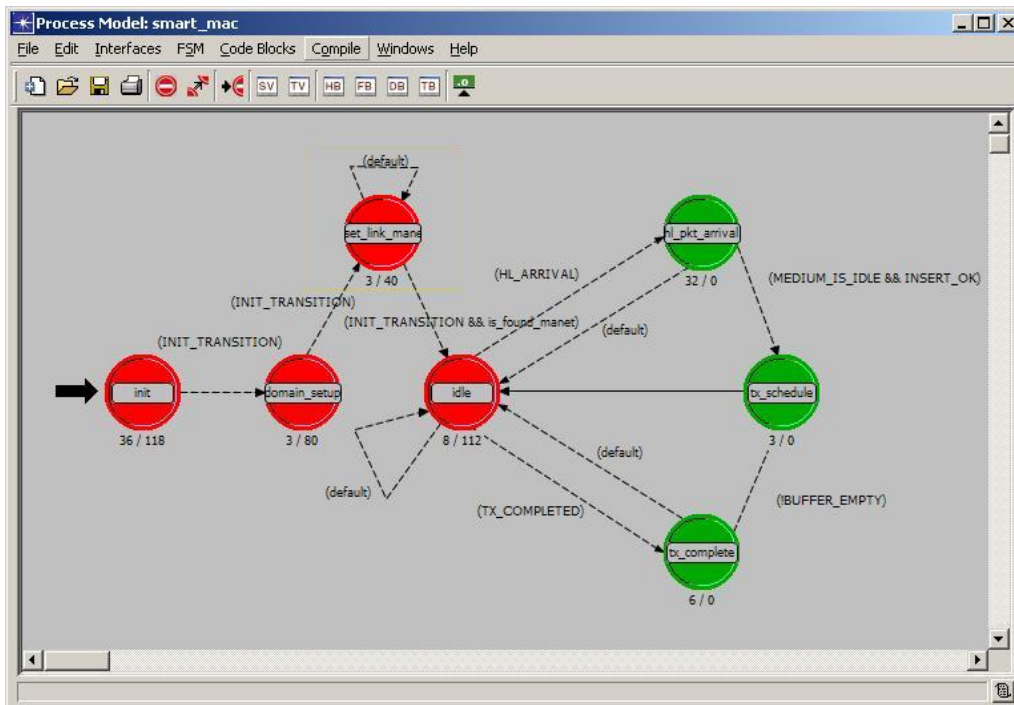 Process Model: smart_mac
File Edit Interfaces FSM Code Blocks Compile Windows Help
SV TV HB FB DB TB
(default)
set_link_mane
3 / 40
hl_pkt_arrival
32 / 0
(HL_ARRIVAL)
(MEDIUM_IS_IDLE && INSERT_OK)
(INIT_TRANSITION)
(INIT_TRANSITION && is_found_manet)
(default)
(INIT_TRANSITION)
init
36 / 118
domain_setup
3 / 80
idle
8 / 112
tx_schedule
3 / 0
(default)
(default)
(TX_COMPLETED)
(!BUFFER_EMPTY)
tx_complete
6 / 0